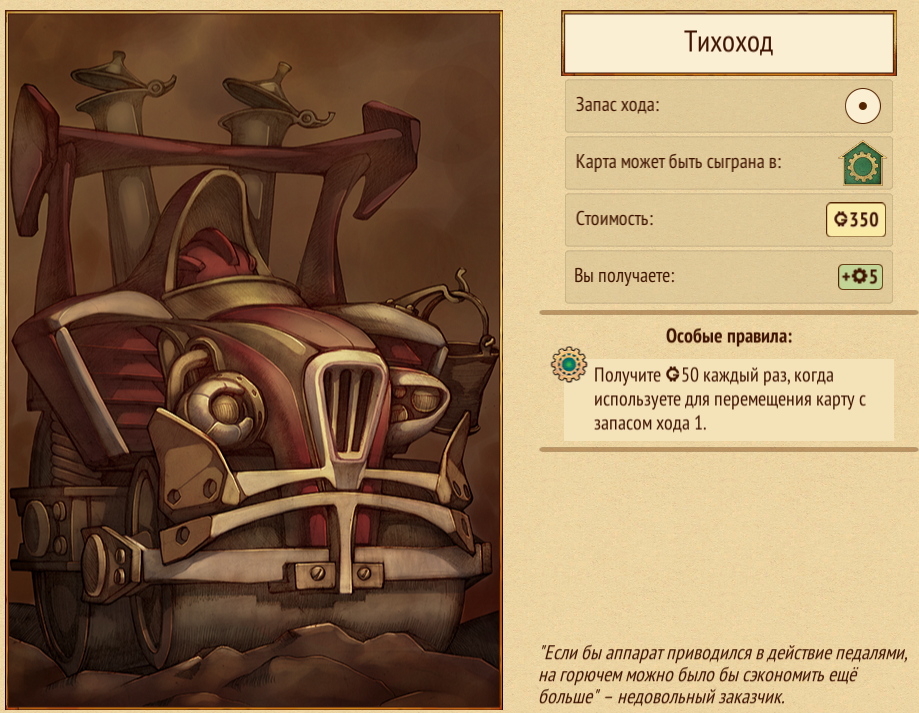 Тихоход
Запас хода:
Карта может быть сыграна в:
Стоимость: 350
Вы получаете: +5
Особые правила:
Получите 50 каждый раз, когда
используете для перемещения карту с
запасом хода 1.
"Если бы аппарат приводился в действие педалями,
на горючем можно было бы сэкономить ещё
больше" – недовольный заказчик.